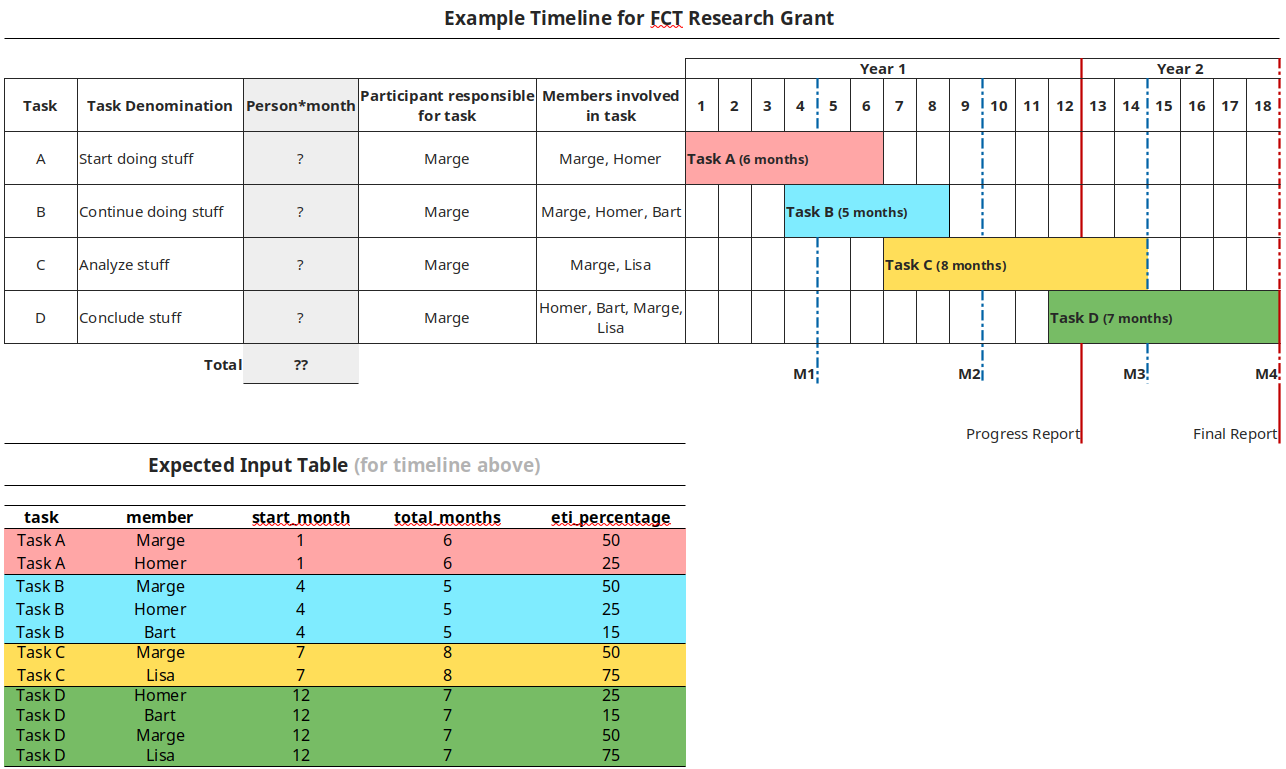 Example Timeline for FCT Research Grant
Year 1 Year 2
Task Task Denomination Person*month Participant responsible for task Members involved in task 1 2 3 4 5 6 7 8 9 10 11 12 13 14 15 16 17 18
A Start doing stuff ? Marge Marge, Homer Task A (6 months)
B Continue doing stuff ? Marge Marge, Homer, Bart Task B (5 months)
C Analyze stuff ? Marge Marge, Lisa Task C (8 months)
D Conclude stuff ? Marge Homer, Bart, Marge, Lisa Task D (7 months)
Total ??
M1 M2 M3 M4
Progress Report Final Report
Expected Input Table (for timeline above)
task member start_month total_months eti_percentage
Task A Marge 1 6 50
Task A Homer 1 6 25
Task B Marge 4 5 50
Task B Homer 4 5 25
Task B Bart 4 5 15
Task C Marge 7 8 50
Task C Lisa 7 8 75
Task D Homer 12 7 25
Task D Bart 12 7 15
Task D Marge 12 7 50
Task D Lisa 12 7 75